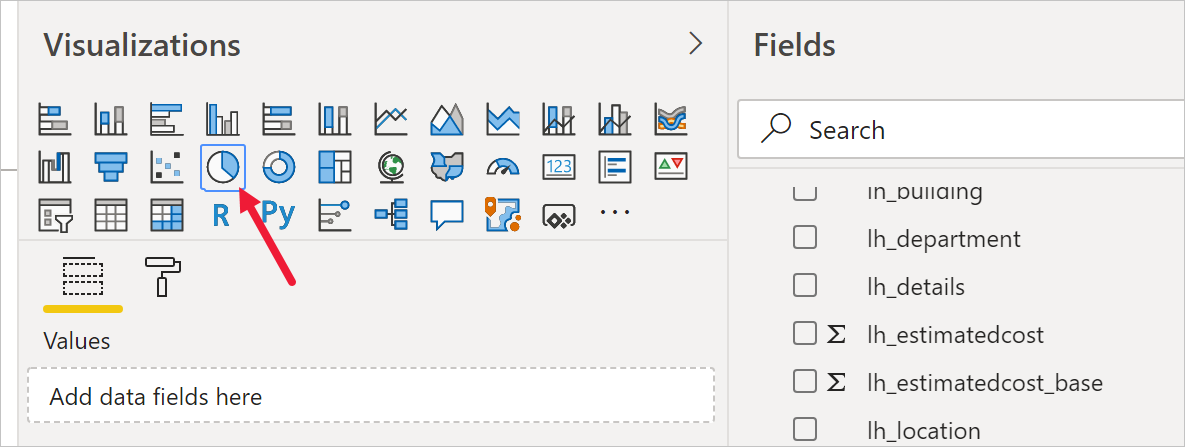 Visualizations
Fields
Search
123
R Py
lh_building
lh_department
lh_details
Σ lh_estimatedcost
Σ lh_estimatedcost_base
lh_location
Values
Add data fields here